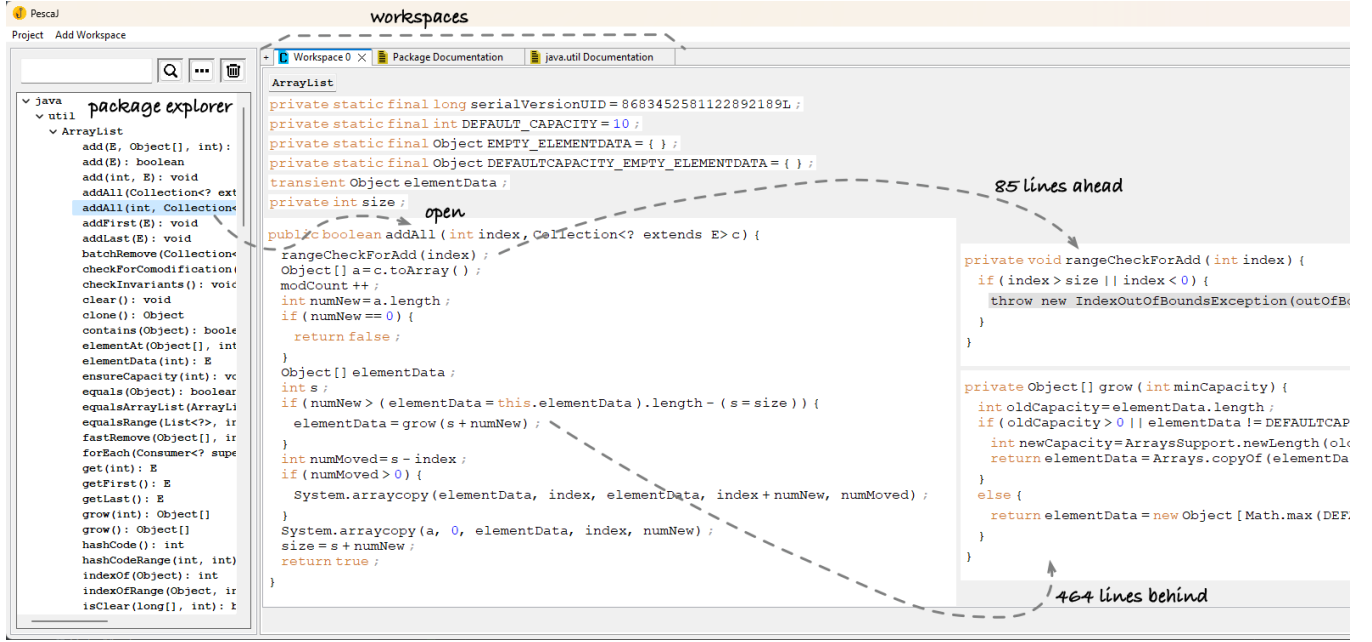 PescaJ
Project Add Workspace
workspaces
+ Workspace 0 Package Documentation java.util Documentation
package explorer
java
util
ArrayList
add(E, Object[], int):
add(E): boolean
add(int, E): void
addAll(Collection<? ext
addAll(int, Collection<
addFirst(E): void
addLast(E): void
batchRemove(Collection<
checkForComodification(
checkInvariants(): void
clear(): void
clone(): Object
contains(Object): boole
elementAt(Object[], int
elementData(int): E
ensureCapacity(int): vo
equals(Object): boolean
equalsArrayList(ArrayLi
equalsRange(List<?>, in
fastRemove(Object[], in
forEach(Consumer<? supe
get(int): E
getFirst(): E
getLast(): E
grow(int): Object[]
grow(): Object[]
hashCode(): int
hashCodeRange(int, int)
indexOf(Object): int
indexOfRange(Object, in
isClear(long[], int): b
ArrayList
private static final long serialVersionUID = 8683452581122892189L ;
private static final int DEFAULT_CAPACITY = 10 ;
private static final Object EMPTY_ELEMENTDATA = { } ;
private static final Object DEFAULTCAPACITY_EMPTY_ELEMENTDATA = { } ;
transient Object elementData ;
private int size ;
open
public boolean addAll ( int index , Collection<? extends E> c ) {
rangeCheckForAdd ( index ) ;
Object[] a = c.toArray ( ) ;
modCount ++ ;
int numNew = a.length ;
if ( numNew == 0 ) {
return false ;
}
Object[] elementData ;
int s ;
if ( numNew > ( elementData = this.elementData ).length - ( s = size ) ) {
elementData = grow ( s + numNew ) ;
}
int numMoved = s - index ;
if ( numMoved > 0 ) {
System.arraycopy ( elementData, index, elementData, index + numNew, numMoved ) ;
}
System.arraycopy ( a, 0, elementData, index, numNew ) ;
size = s + numNew ;
return true ;
}
85 lines ahead
private void rangeCheckForAdd ( int index ) {
if ( index > size || index < 0 ) {
throw new IndexOutOfBoundsException(outOfBo
}
}
private Object[] grow ( int minCapacity ) {
int oldCapacity = elementData.length ;
if ( oldCapacity > 0 || elementData != DEFAULTCAP
int newCapacity = ArraysSupport.newLength ( old
return elementData = Arrays.copyOf ( elementDa
}
else {
return elementData = new Object [ Math.max ( DEFA
}
}
464 lines behind